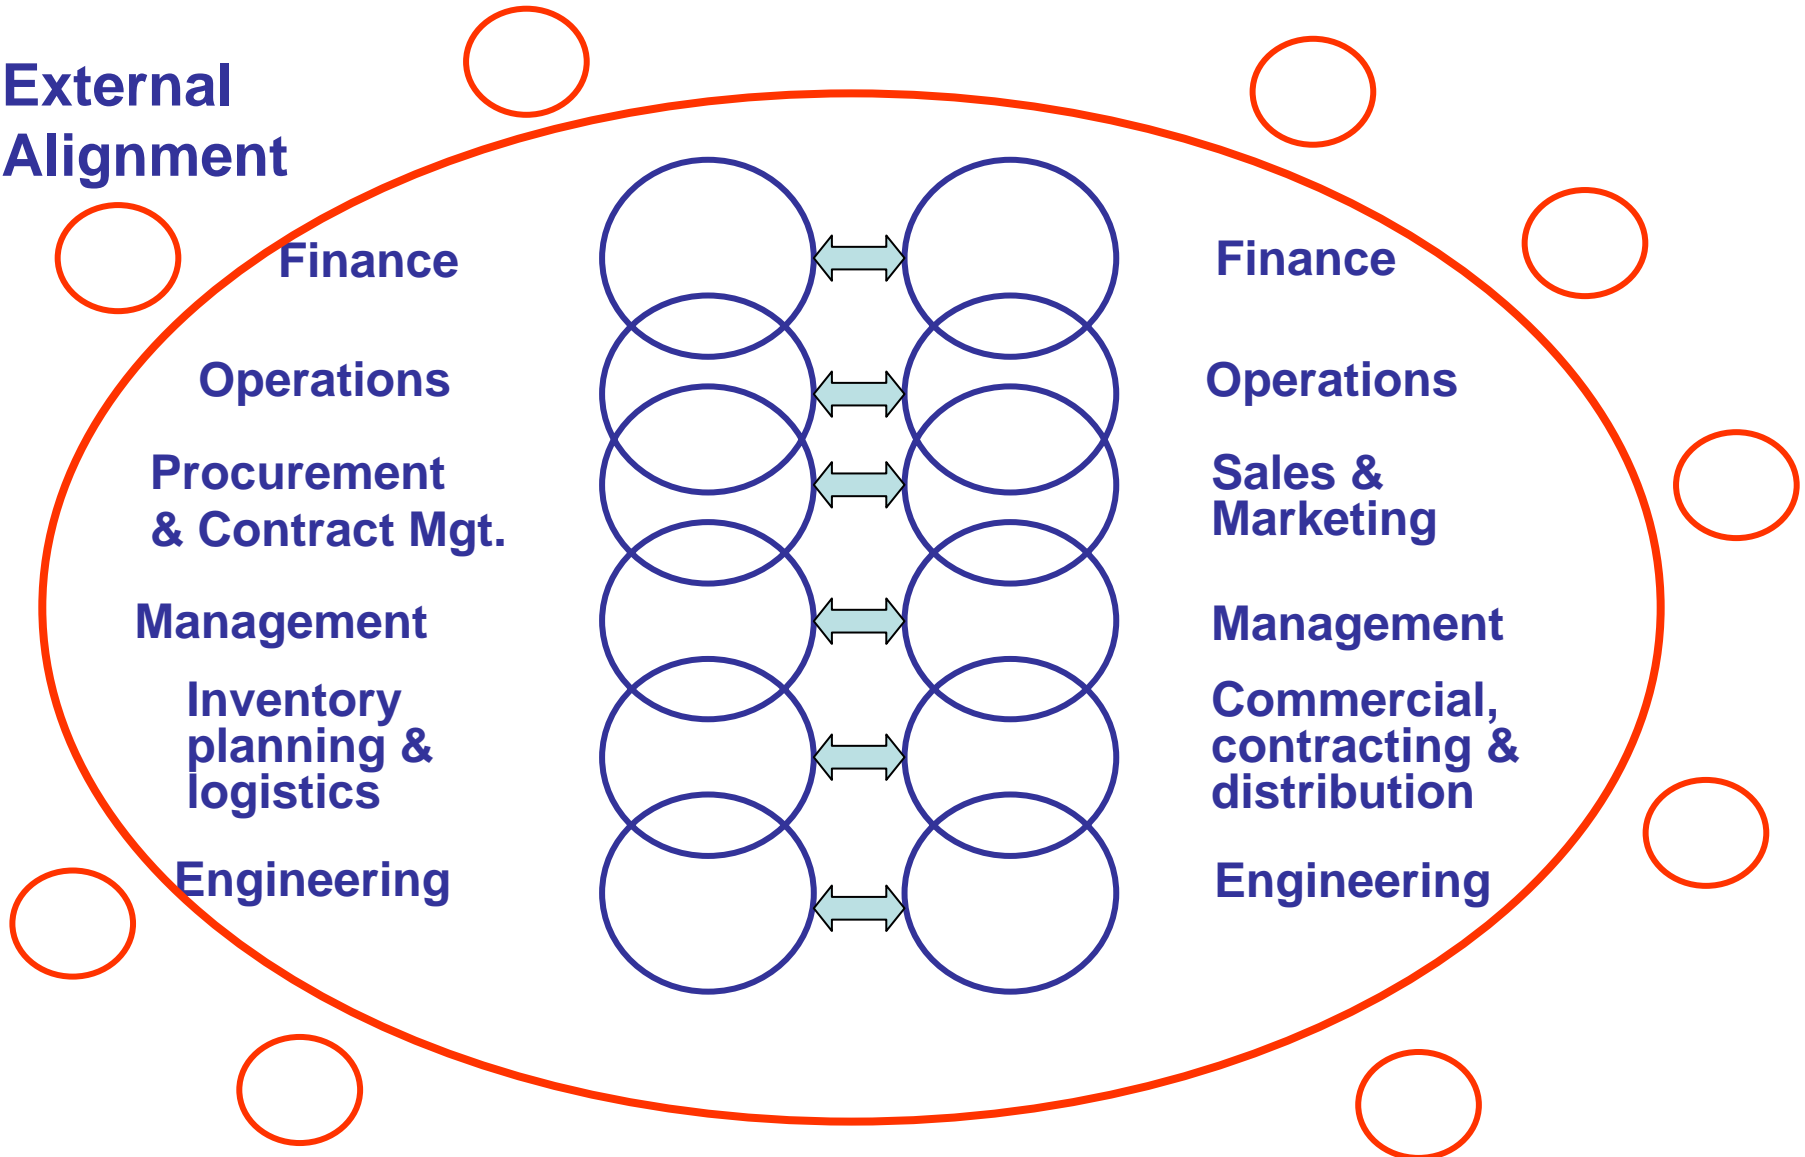 External
Alignment
Finance
Finance
Operations
Operations
Procurement
& Contract Mgt.
Sales &
Marketing
Management
Management
Inventory
planning &
logistics
Commercial,
contracting &
distribution
Engineering
Engineering